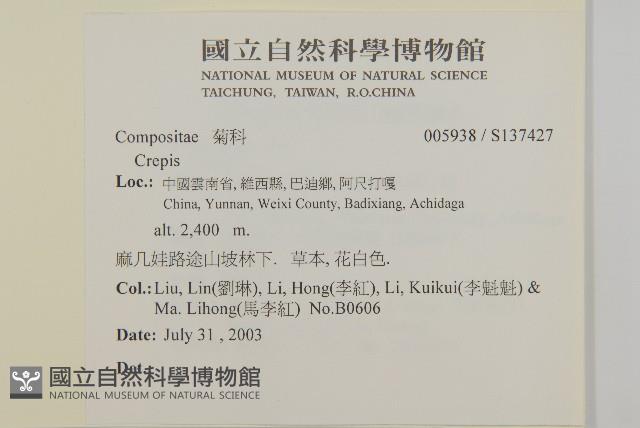 國立自然科學博物館
NATIONAL MUSEUM OF NATURAL SCIENCE
TAICHUNG, TAIWAN, R.O.CHINA
Compositae 菊科 005938 / S137427
Crepis
Loc.: 中國雲南省, 維西縣, 巴迪鄉, 阿尺打嘎
China, Yunnan, Weixi County, Badixiang, Achidaga
alt. 2,400 m.
麻几娃路途山坡林下. 草本, 花白色.
Col.: Liu, Lin(劉琳), Li, Hong(李紅), Li, Kuikui(李魁魁) &
Ma. Lihong(馬李紅) No.B0606
Date: July 31 , 2003
Det.
國立自然科學博物館
NATIONAL MUSEUM OF NATURAL SCIENCE